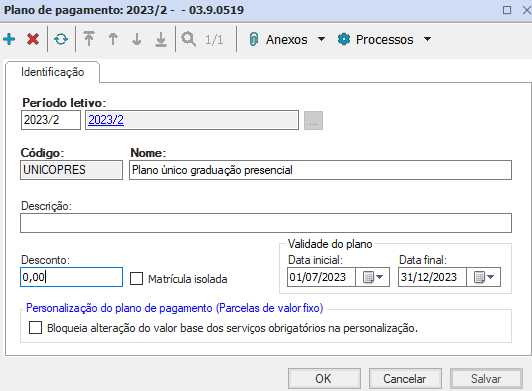 Plano de pagamento: 2023/2 - - 03.9.0519
1/1 Anexos Processos
Identificação
Período letivo:
2023/2 2023/2 ...
Código: Nome:
UNICOPRES Plano ùnico graduação presencial
Descrição:
Validade do plano
Desconto: Data inicial: Data final:
0,00 Matrícula isolada 01/07/2023 31/12/2023
Personalização do plano de pagamento (Parcelas de valor fixo)
Bloqueia alteração do valor base dos serviços obrigatórios na personalização.
OK Cancelar Salvar